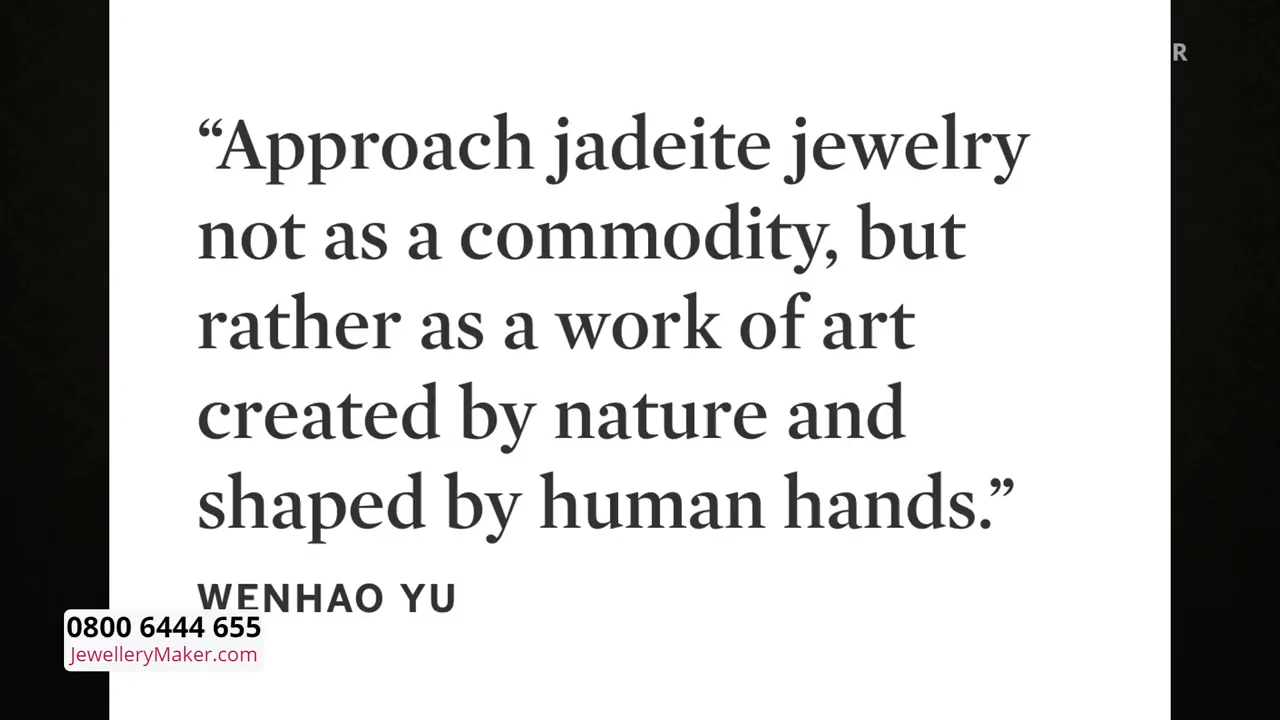 R
“Approach jadeite jewelry
not as a commodity, but
rather as a work of art
created by nature and
shaped by human hands.”
WENHAO YU
0800 6444 655
JewelleryMaker.com